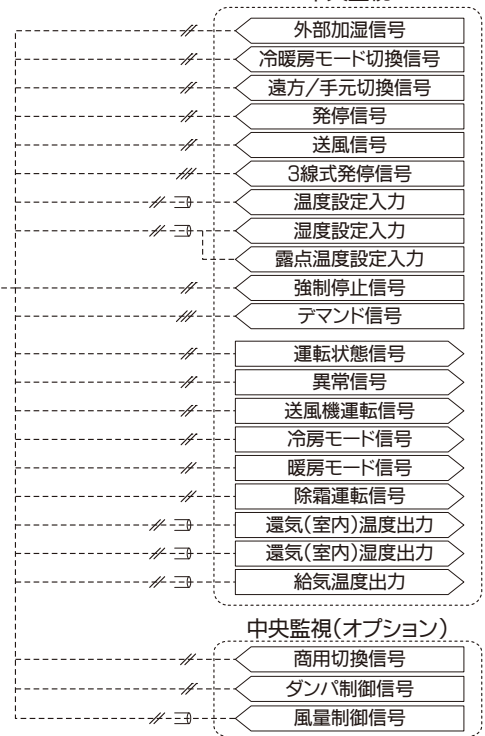 外部加湿信号
冷暖房モード切換信号
遠方/手元切換信号
発停信号
送風信号
3線式発停信号
温度設定入力
湿度設定入力
露点温度設定入力
強制停止信号
デマンド信号
運転状態信号
異常信号
送風機運転信号
冷房モード信号
暖房モード信号
除霜運転信号
還気(室内)温度出力
還気(室内)湿度出力
給気温度出力
中央監視(オプション)
商用切換信号
ダンパ制御信号
風量制御信号